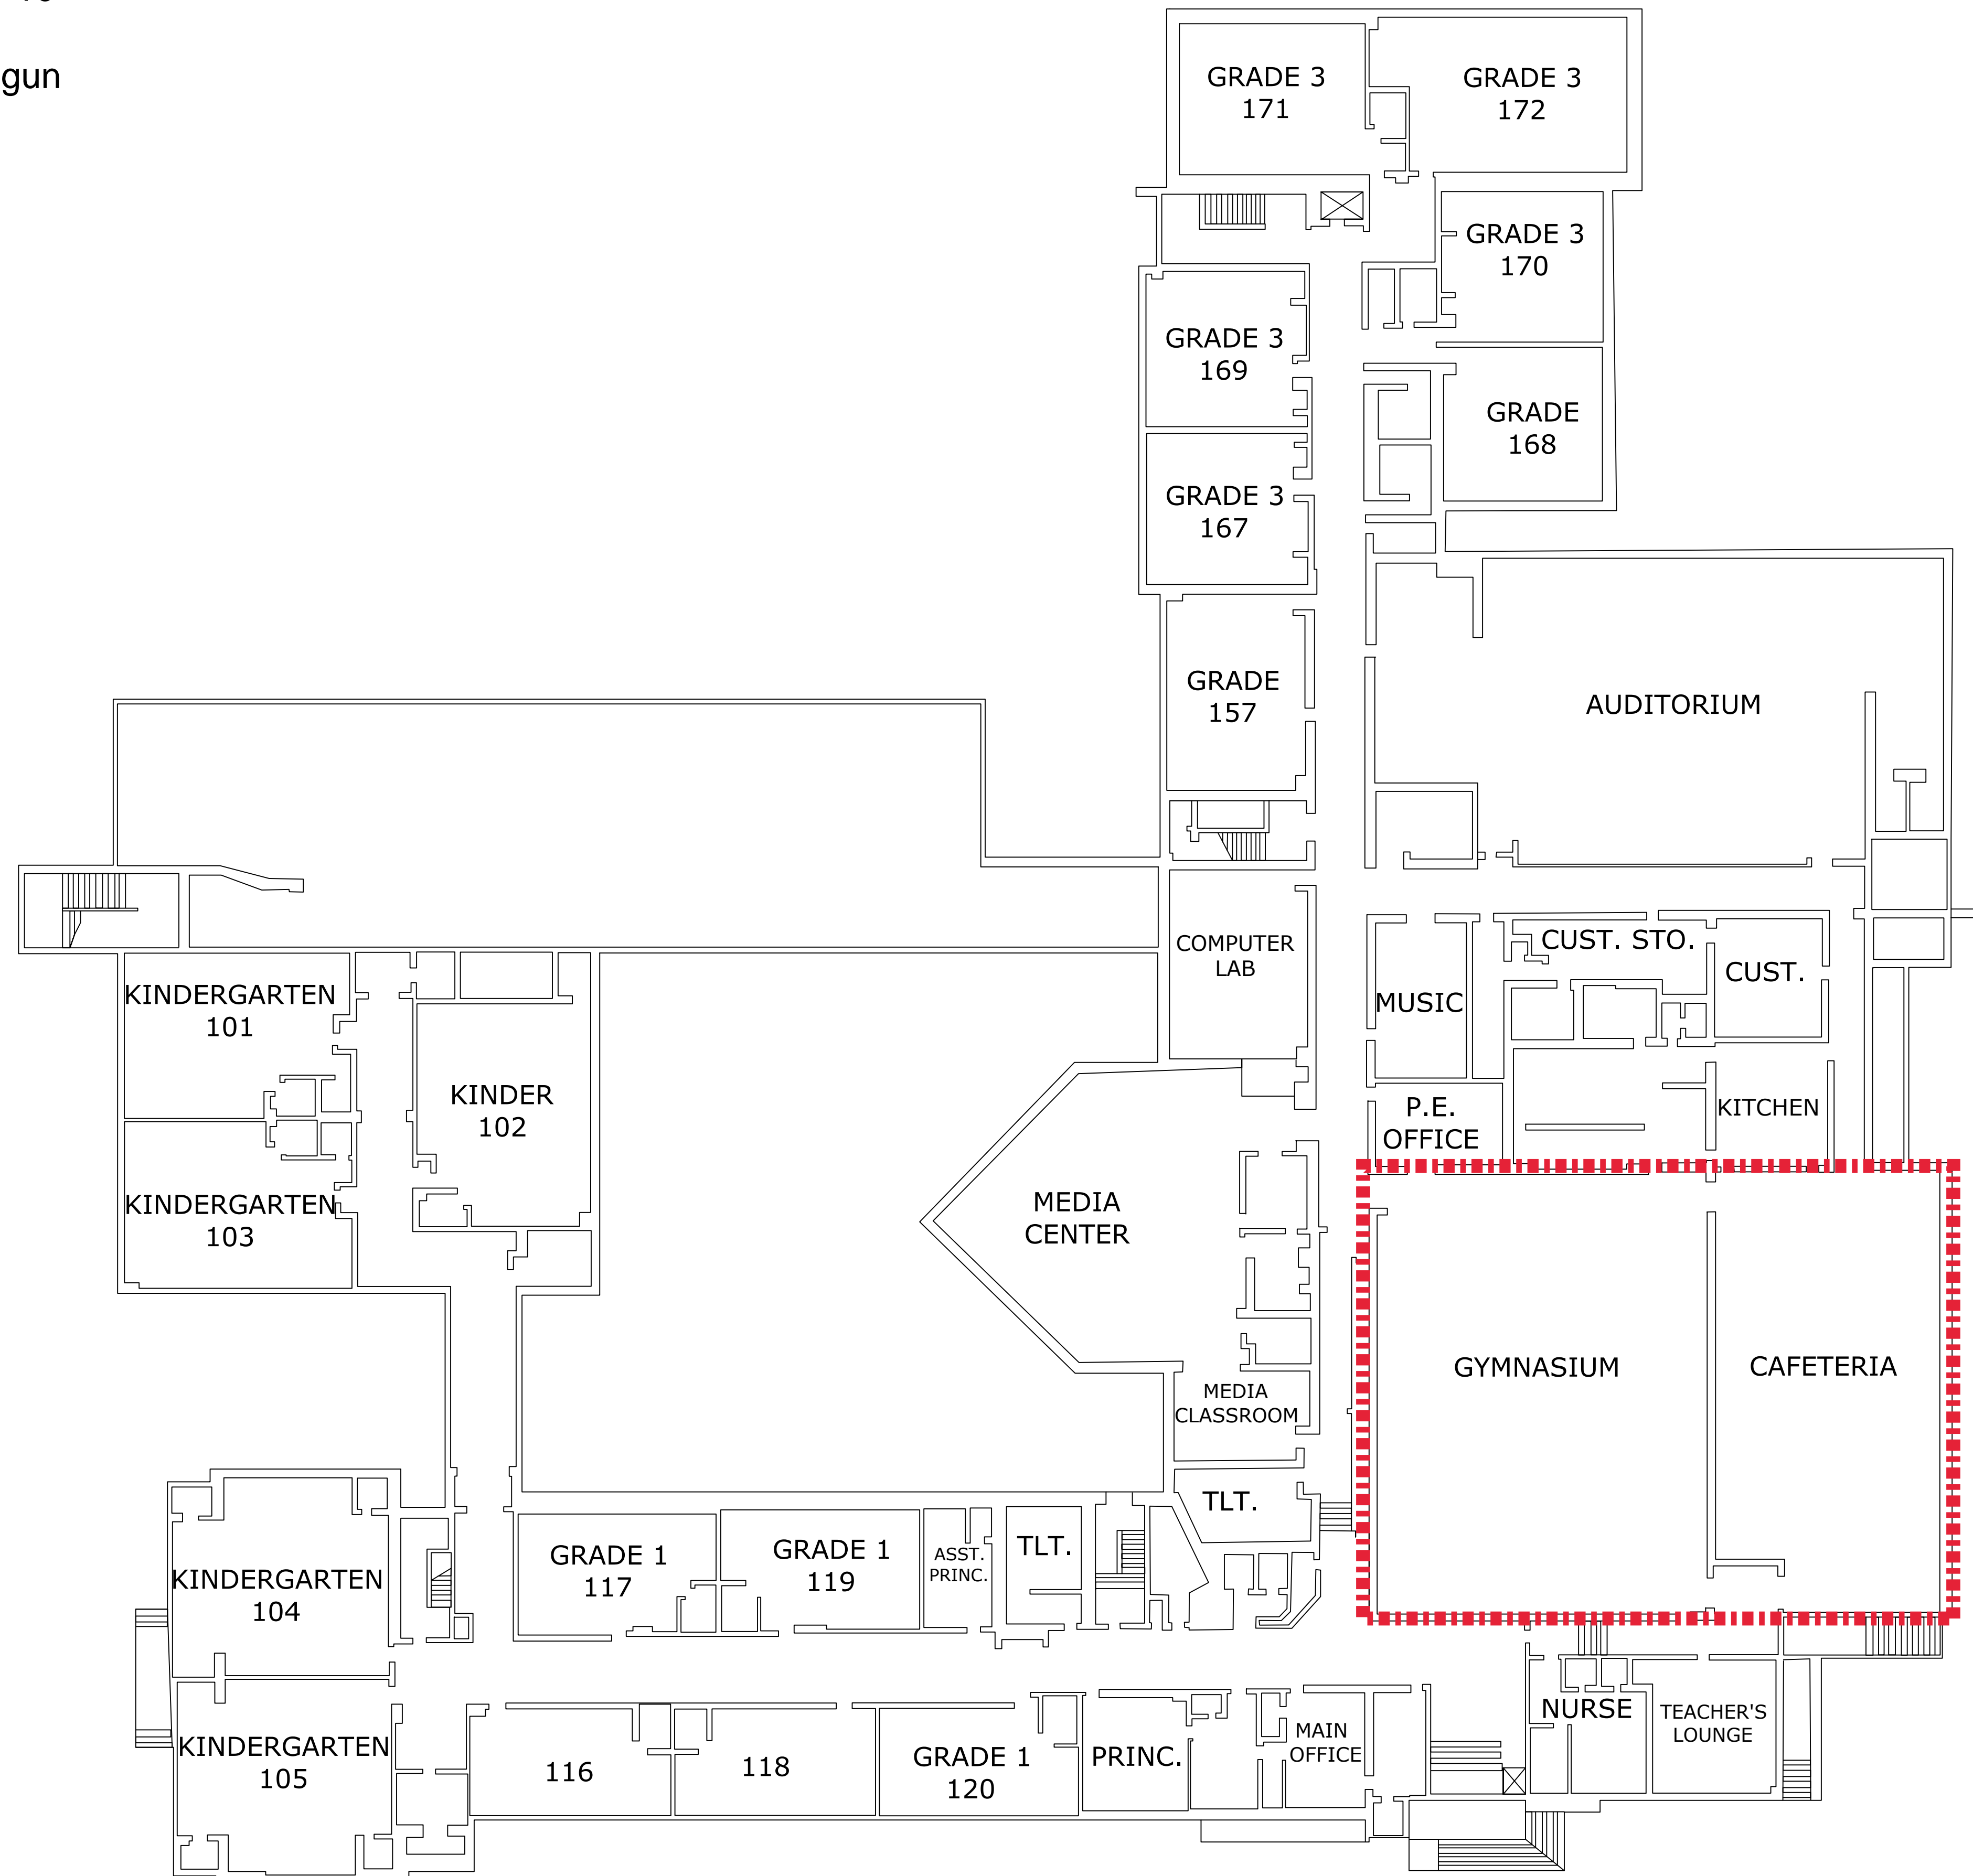 gun
GRADE 3
171
GRADE 3
172
GRADE 3
170
GRADE 3
169
GRADE
168
GRADE 3
167
GRADE
157
AUDITORIUM
COMPUTER
LAB
CUST. STO.
CUST.
MUSIC
KINDERGARTEN
101
KINDER
102
P.E.
OFFICE
KITCHEN
KINDERGARTEN
103
MEDIA
CENTER
GYMNASIUM
CAFETERIA
MEDIA
CLASSROOM
TLT.
GRADE 1
117
GRADE 1
119
ASST.
PRINC.
TLT.
KINDERGARTEN
104
KINDERGARTEN
105
116
118
GRADE 1
120
PRINC.
MAIN
OFFICE
NURSE
TEACHER'S
LOUNGE